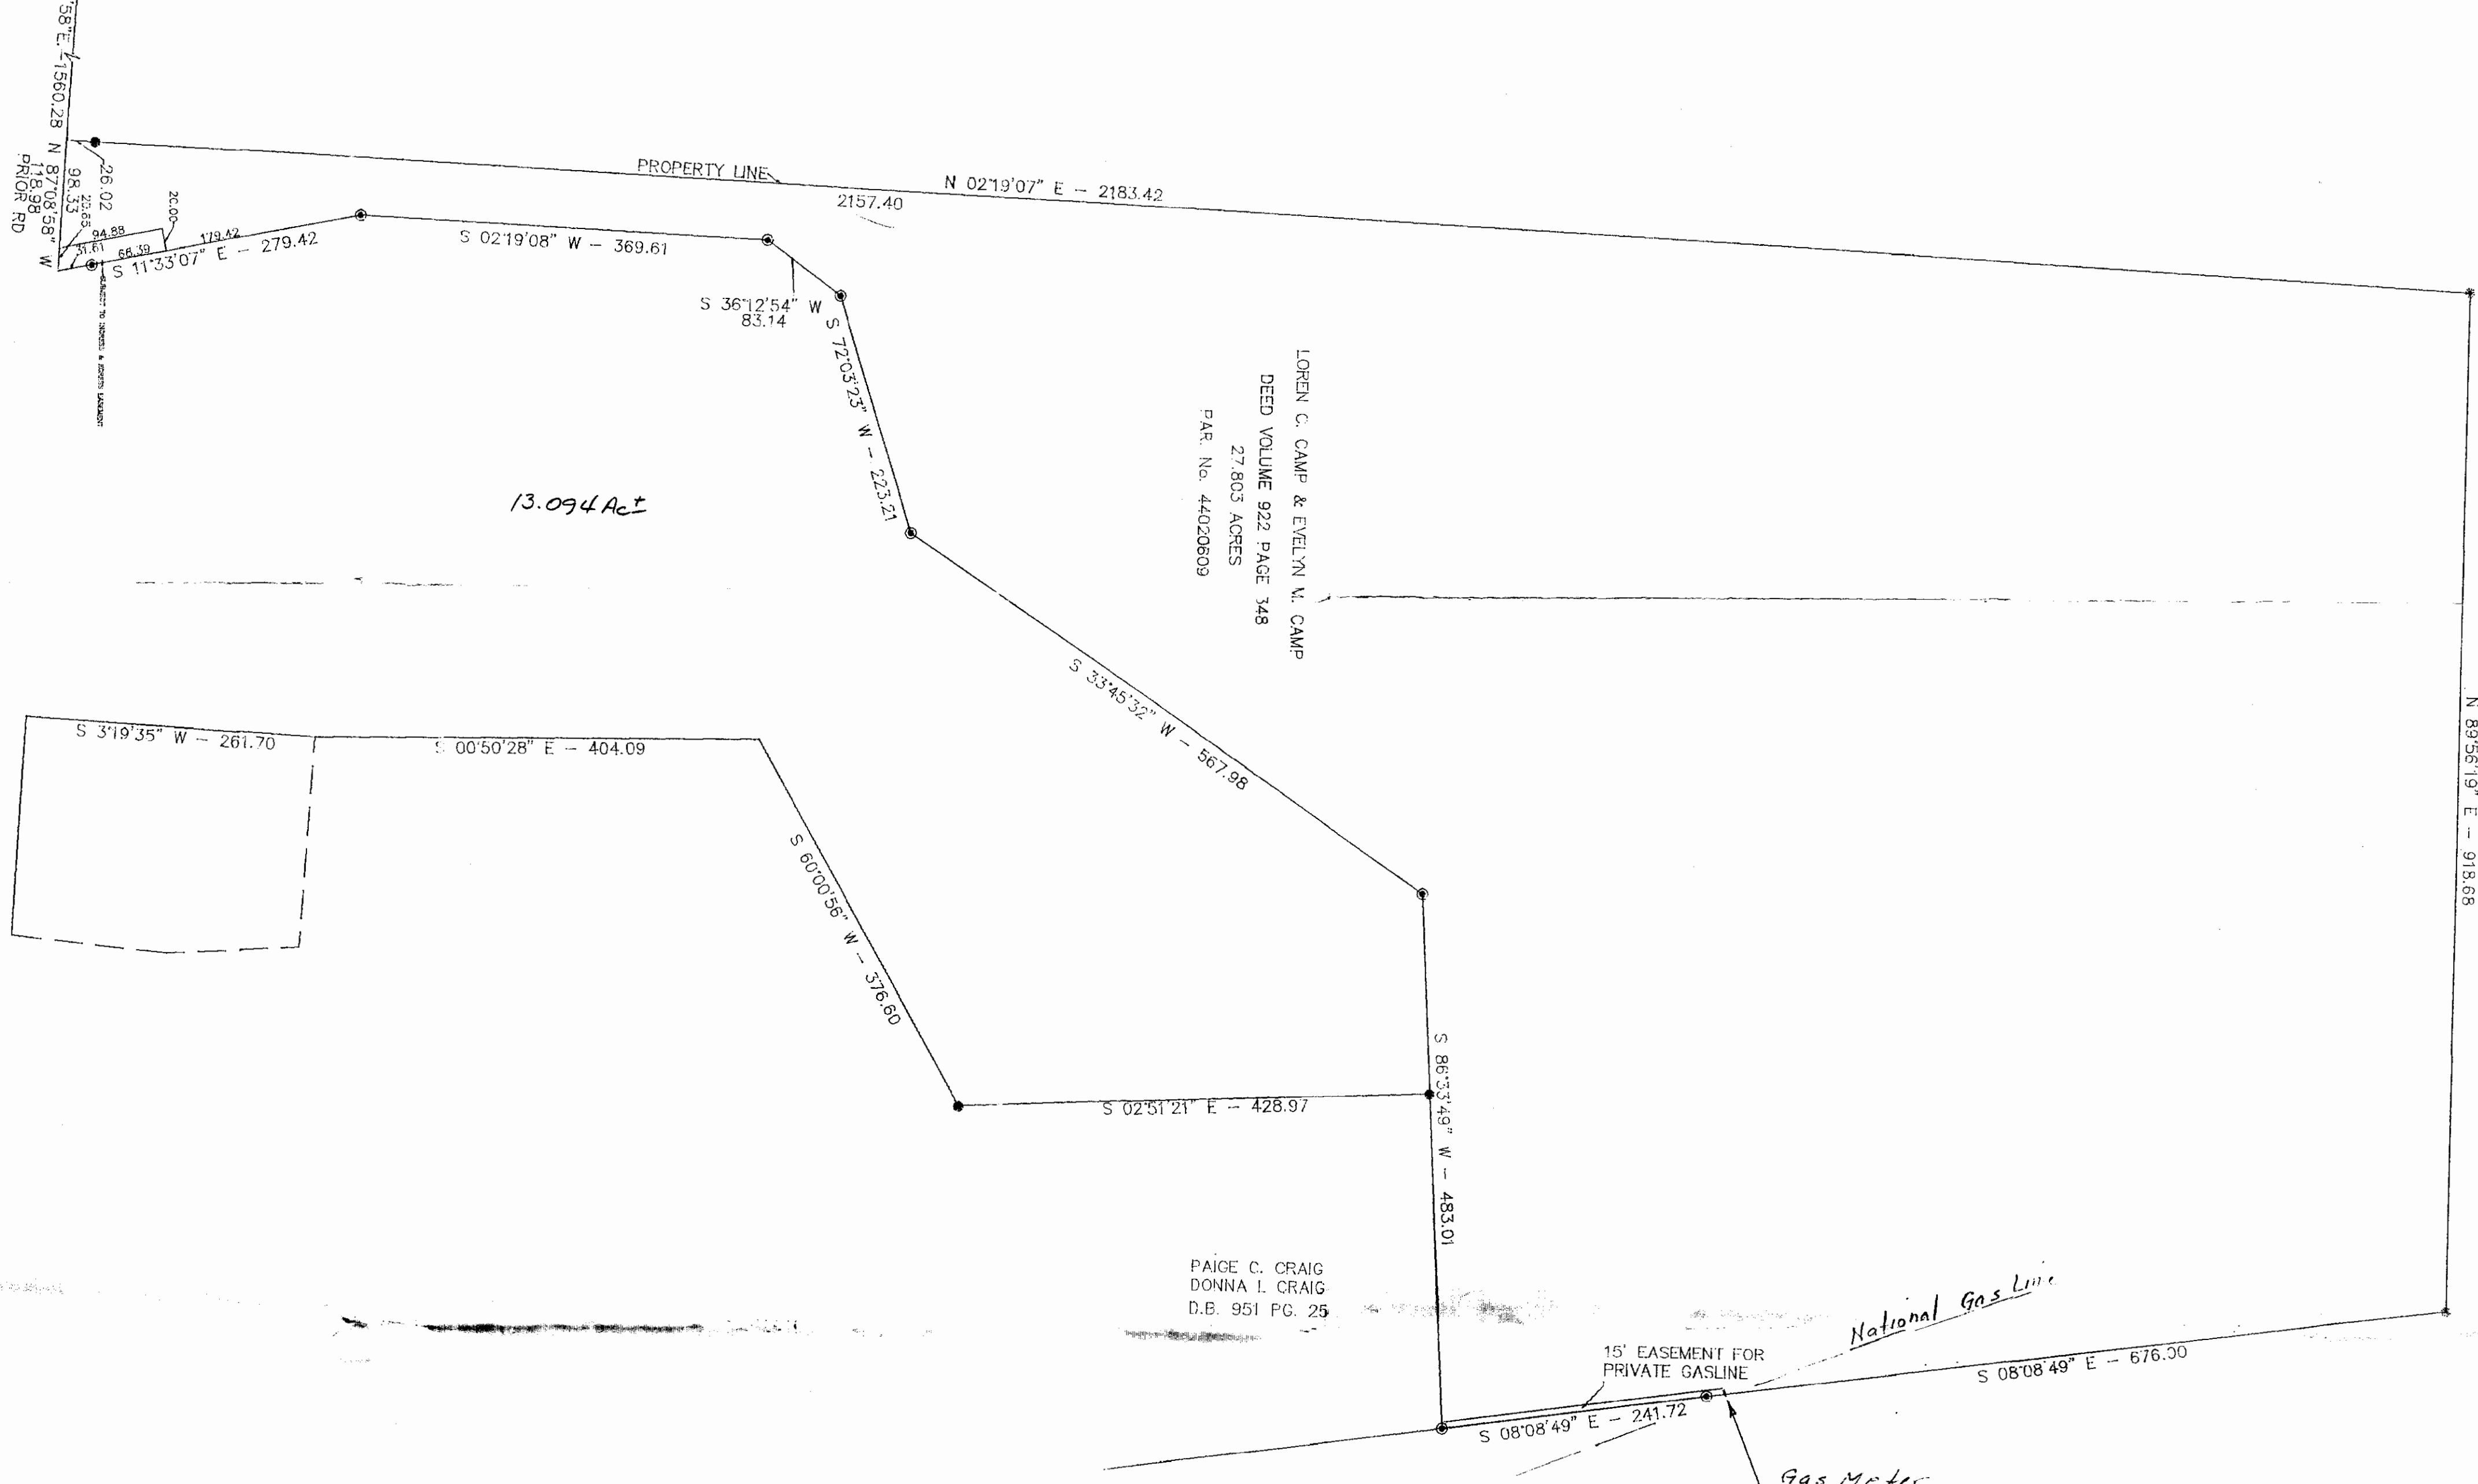 58" E. - 1560.28
N 87°08'58" W
118.98
PRIOR RD
26.02
98.33
20.00
94.88
31.61
68.39
179.42
S 11°33'07" E - 279.42
PROPERTY LINE
N 02°19'07" E - 2183.42
2157.40
S 02°19'08" W - 369.61
S 36°12'54" W
83.14
S 72°03'23" W - 223.21
LOREN C. CAMP & EVELYN M. CAMP
DEED VOLUME 922 PAGE 348
27.803 ACRES
PAR. No. 44020609
13.094 Ac±
S 33°45'32" W - 567.98
N 89°56'19" E - 918.68
S 3°19'35" W - 261.70
S 00°50'28" E - 404.09
S 60°00'56" W - 376.60
S 02°51'21" E - 428.97
S 86°33'49" W - 483.01
PAIGE C. CRAIG
DONNA L. CRAIG
D.B. 951 PG. 25
National Gas Line
15' EASEMENT FOR
PRIVATE GASLINE
S 08°08'49" E - 676.00
S 08°08'49" E - 241.72
Gas Meter